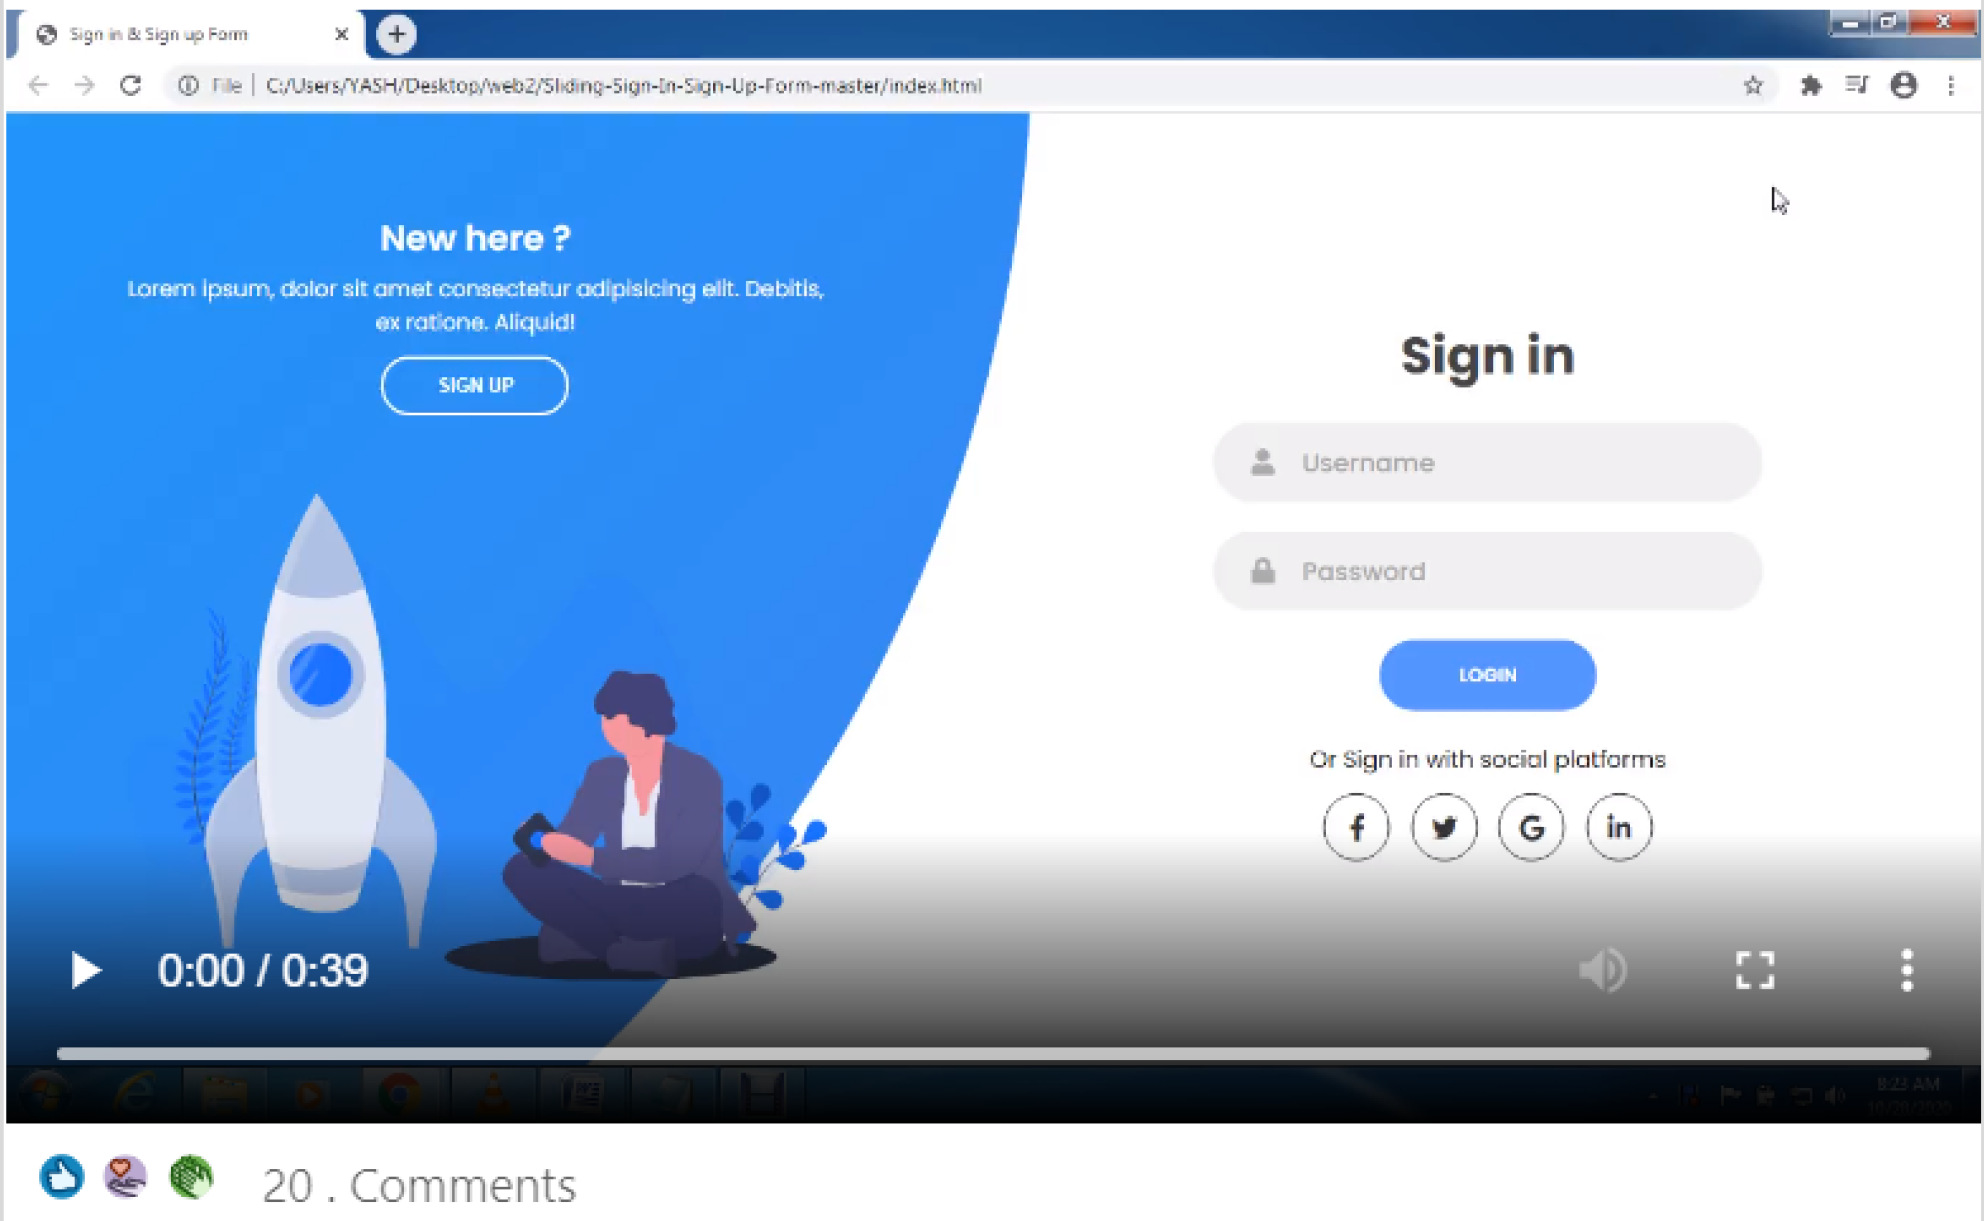 Sign in & Sign up Form
File | C:/Users/YASH/Desktop/web2/Sliding-Sign-In-Sign-Up-Form-master/index.html
New here ?
Lorem ipsum, dolor sit amet consectetur adipisicing elit. Debitis,
ex ratione. Aliquid!
SIGN UP
Sign in
Username
Password
LOGIN
Or Sign in with social platforms
f G in
0:00 / 0:39
8:23 AM
20 . Comments